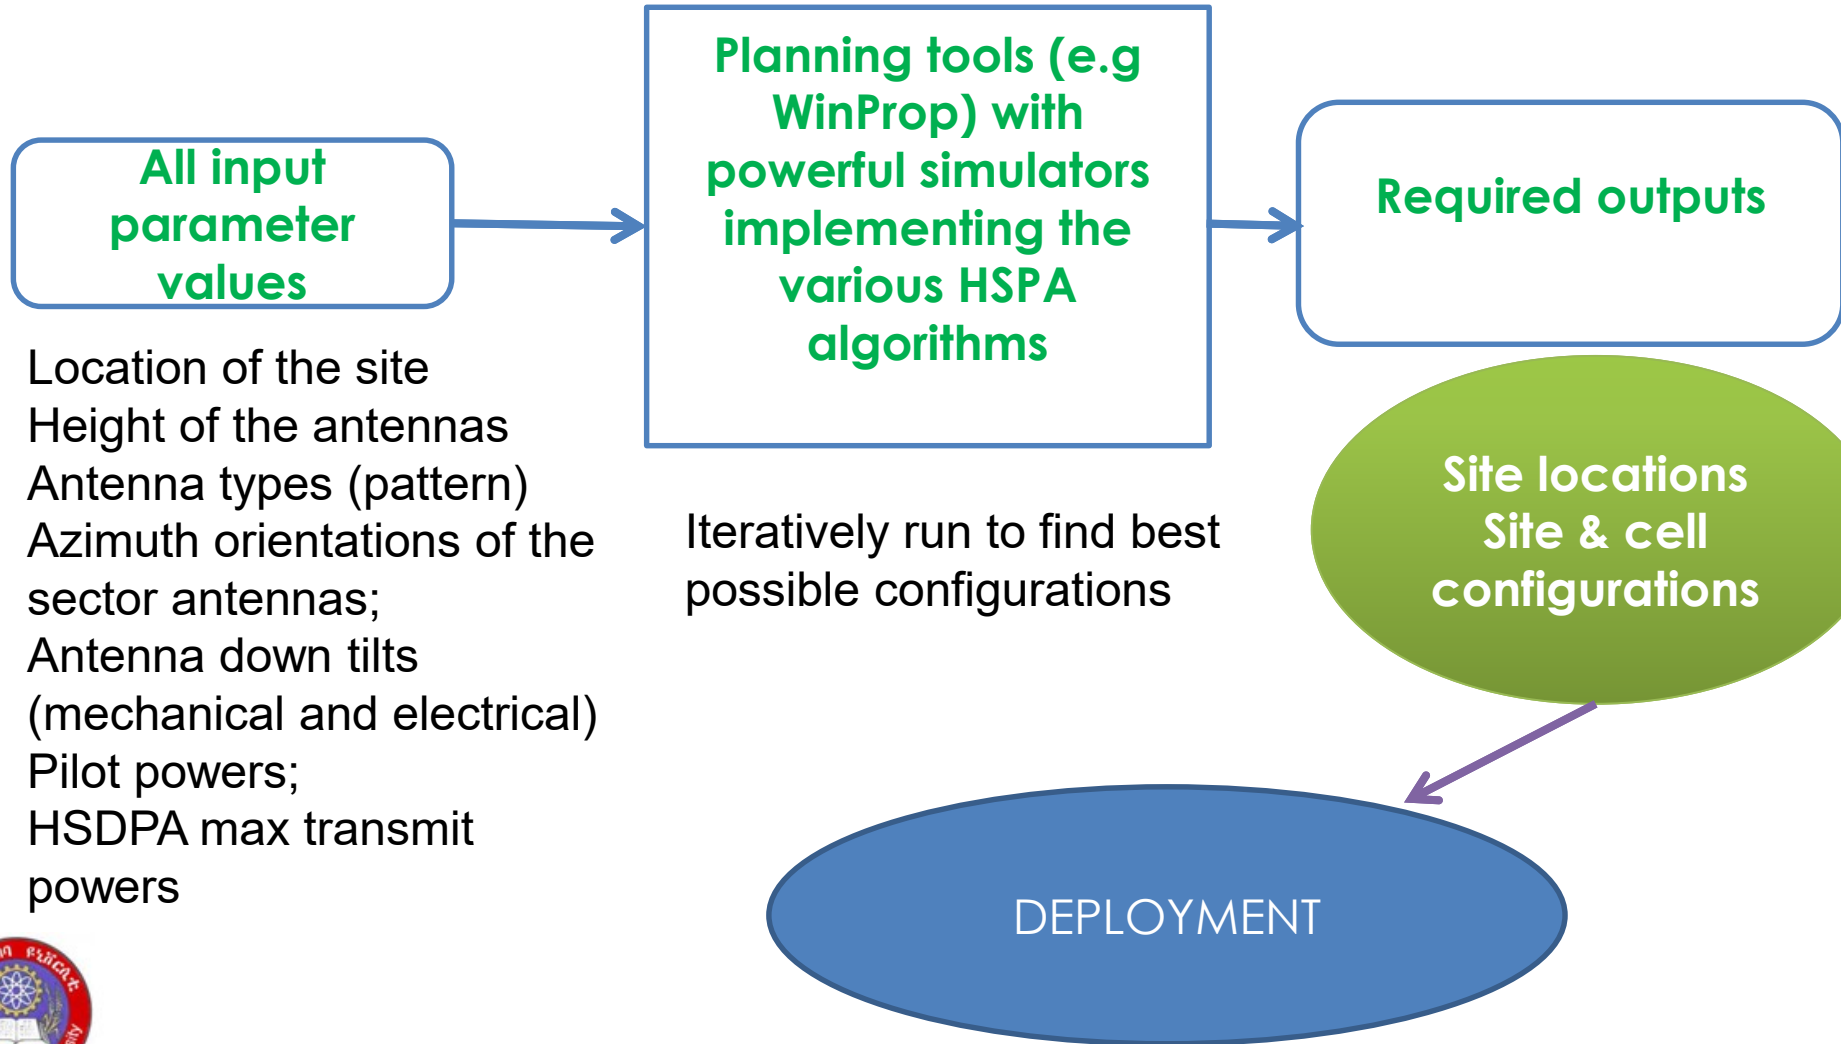 All input
parameter
values
Planning tools (e.g
WinProp) with
powerful simulators
implementing the
various HSPA
algorithms
Required outputs
Location of the site
Height of the antennas
Antenna types (pattern)
Azimuth orientations of the
sector antennas;
Antenna down tilts
(mechanical and electrical)
Pilot powers;
HSDPA max transmit
powers
Iteratively run to find best
possible configurations
Site locations
Site & cell
configurations
DEPLOYMENT